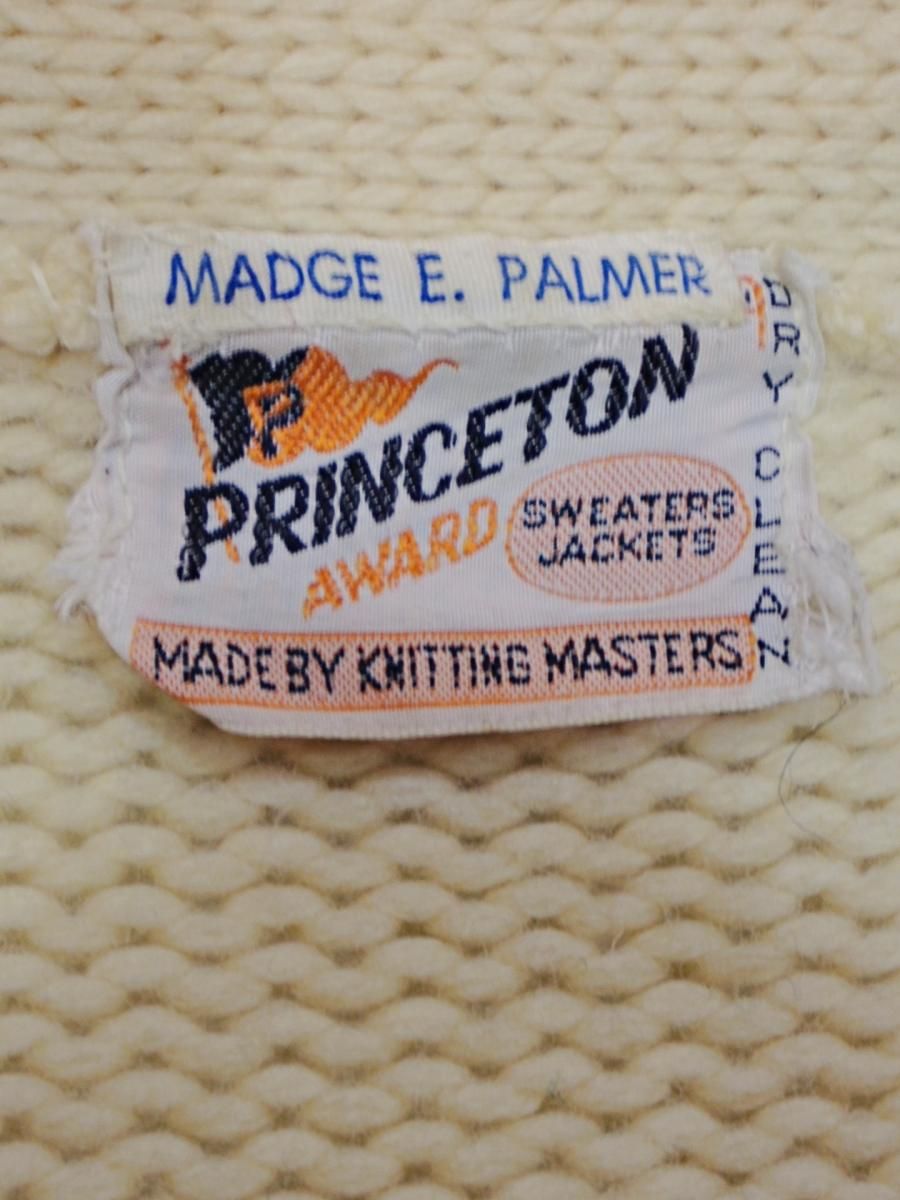 MADGE E. PALMER
P
PRINCETON
AWARD
SWEATERS
JACKETS
MADE BY KNITTING MASTERS
DRY CLEAN